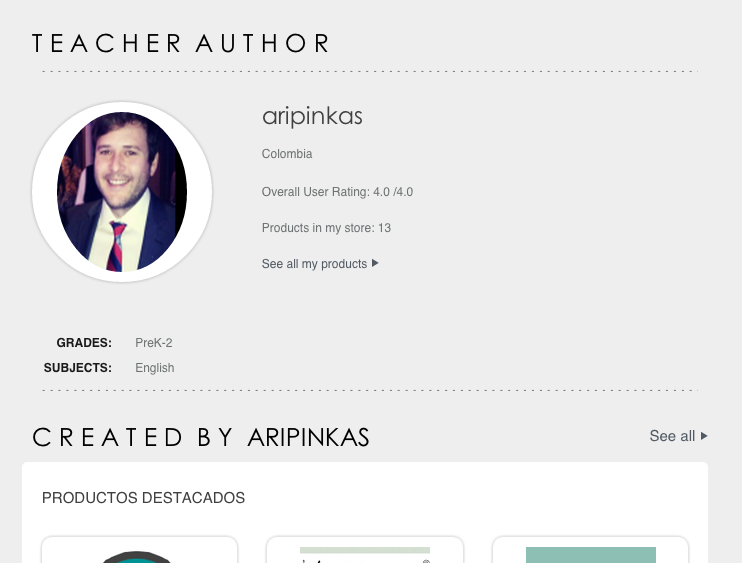 TEACHER AUTHOR
aripinkas
Colombia
Overall User Rating: 4.0 /4.0
Products in my store: 13
See all my products
GRADES: PreK-2
SUBJECTS: English
CREATED BY ARIPINKAS
See all
PRODUCTOS DESTACADOS